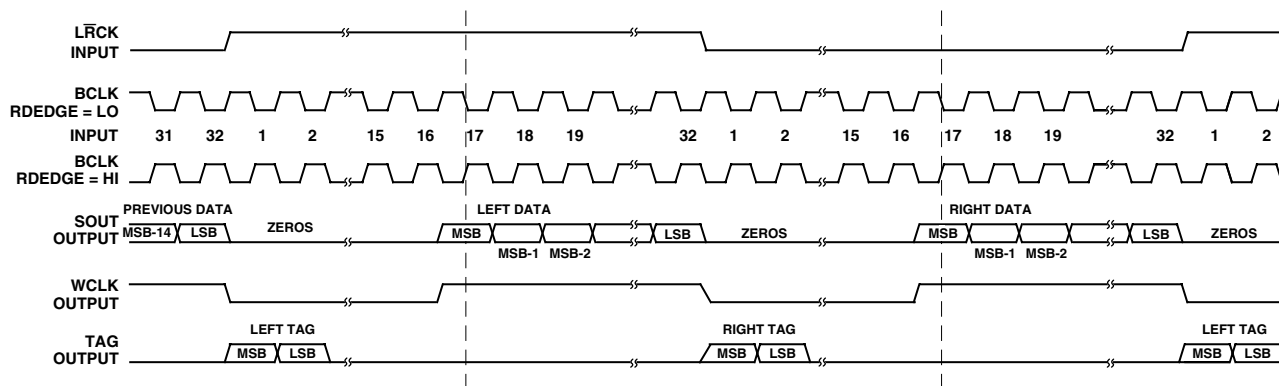 LRCK
INPUT
BCLK
RDEDGE = LO
INPUT 31 32 1 2 15 16 17 18 19 32 1 2 15 16 17 18 19 32 1 2
BCLK
RDEDGE = HI
PREVIOUS DATA LEFT DATA RIGHT DATA
SOUT
OUTPUT
MSB-14 LSB ZEROS MSB LSB ZEROS MSB LSB ZEROS
MSB-1 MSB-2 MSB-1 MSB-2
WCLK
OUTPUT
LEFT TAG RIGHT TAG LEFT TAG
TAG
OUTPUT
MSB LSB MSB LSB MSB LSB